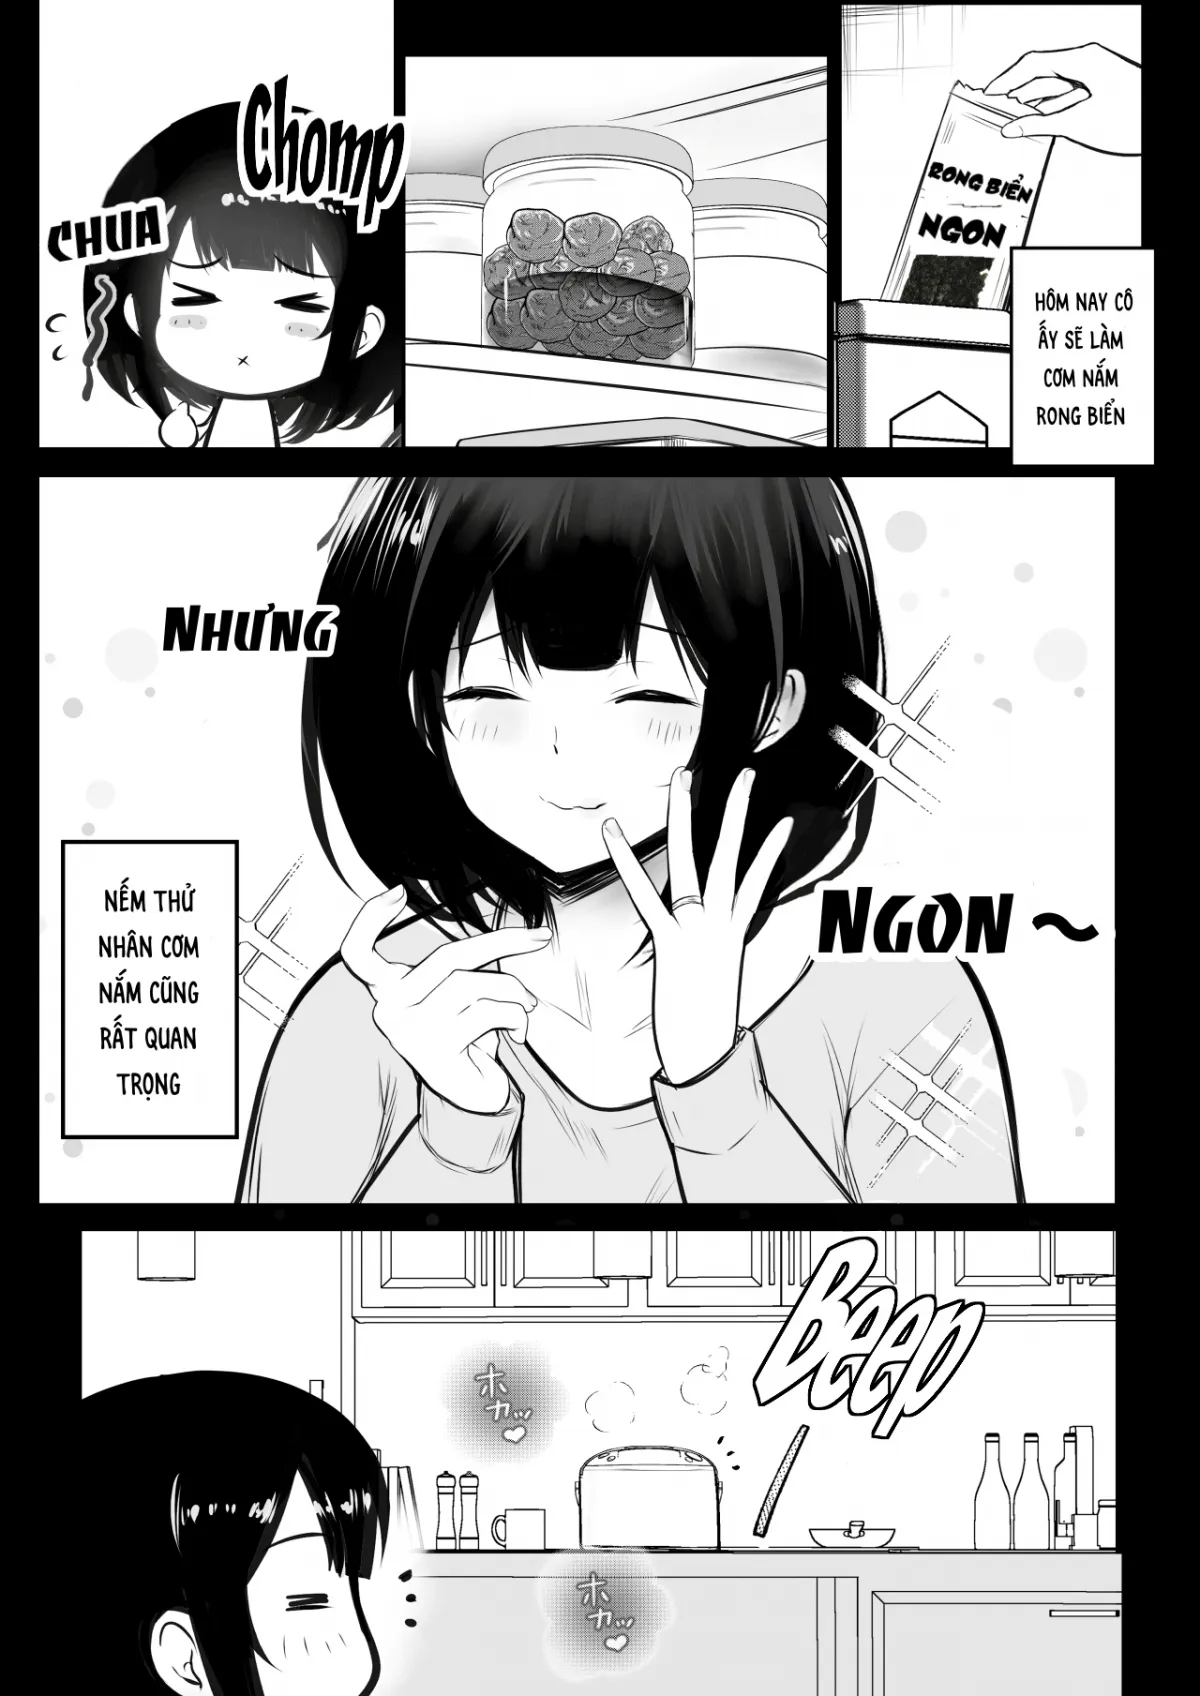 RONG BIỂN
NGON
HÔM NAY CÔ
ẤY SẼ LÀM
CƠM NẮM
RONG BIỂN
Chomp
CHUA
NHƯNG
NGON ~
NẾM THỬ
NHÂN CƠM
NẮM CŨNG
RẤT QUAN
TRỌNG
Beep
ホカッ♡
ホカッ♡